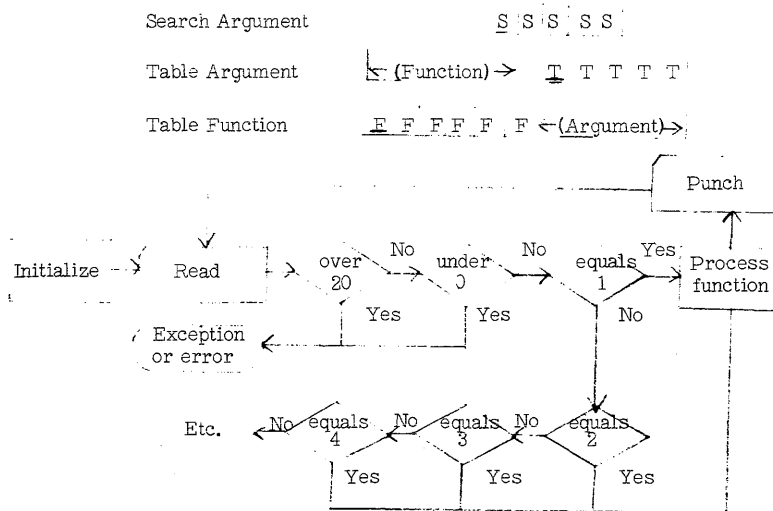 Search Argument S S S S S
Table Argument (Function) T T T T T
Table Function F F F F F F (Argument)
Punch
Initialize
Read
over
20
No
under
0
No
equals
1
Yes
Process
function
Yes
Yes
No
Exception
or error
Etc.
No
equals
4
No
equals
3
No
equals
2
Yes
Yes
Yes